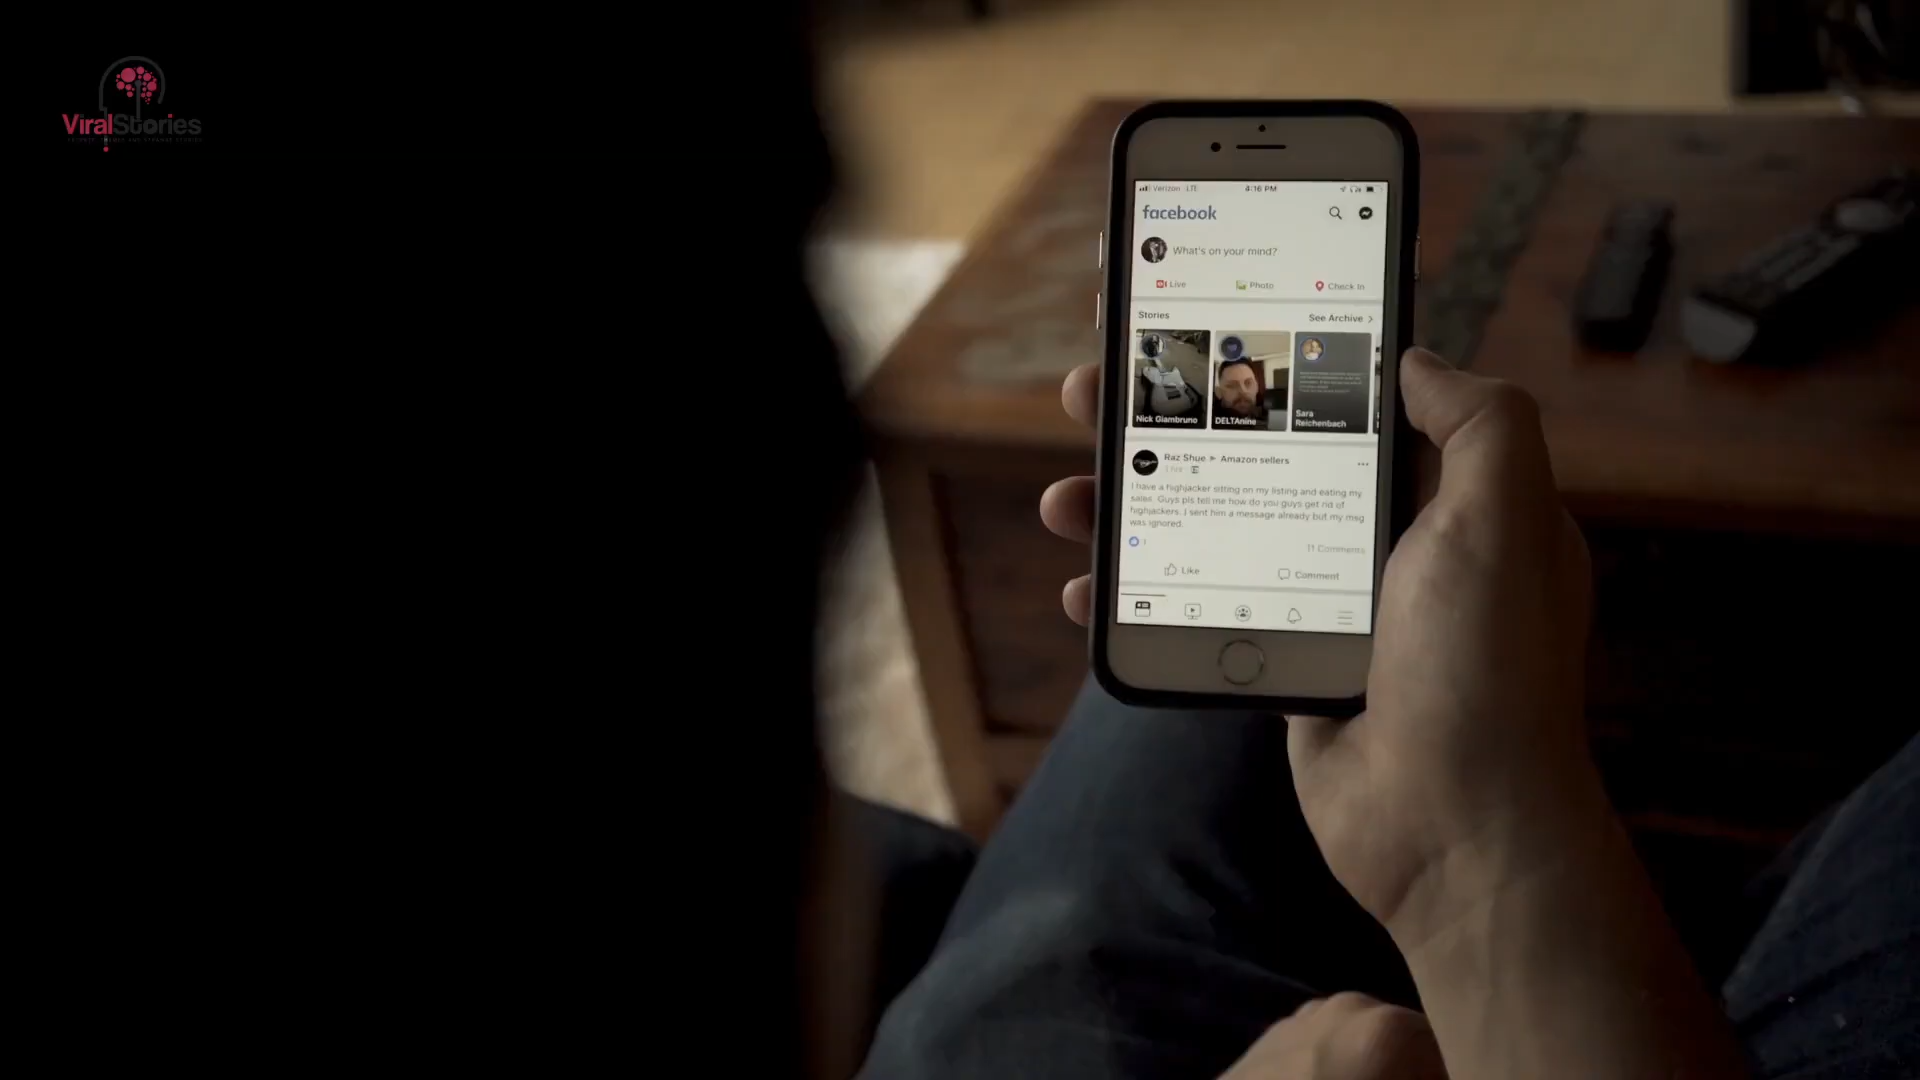 ViralStories
Verizon LTE
4:16 PM
facebook
What's on your mind?
Live
Photo
Check In
Stories
See Archive
Nick Giambruno
DELTAnine
Sara
Reichenbach
Raz Shue ▶ Amazon sellers
I have a highjacker sitting on my listing and eating my
sales. Guys pls tell me how do you guys get rid of
highjackers. I sent him a message already but my msg
was ignored.
1
11 Comments
Like
Comment